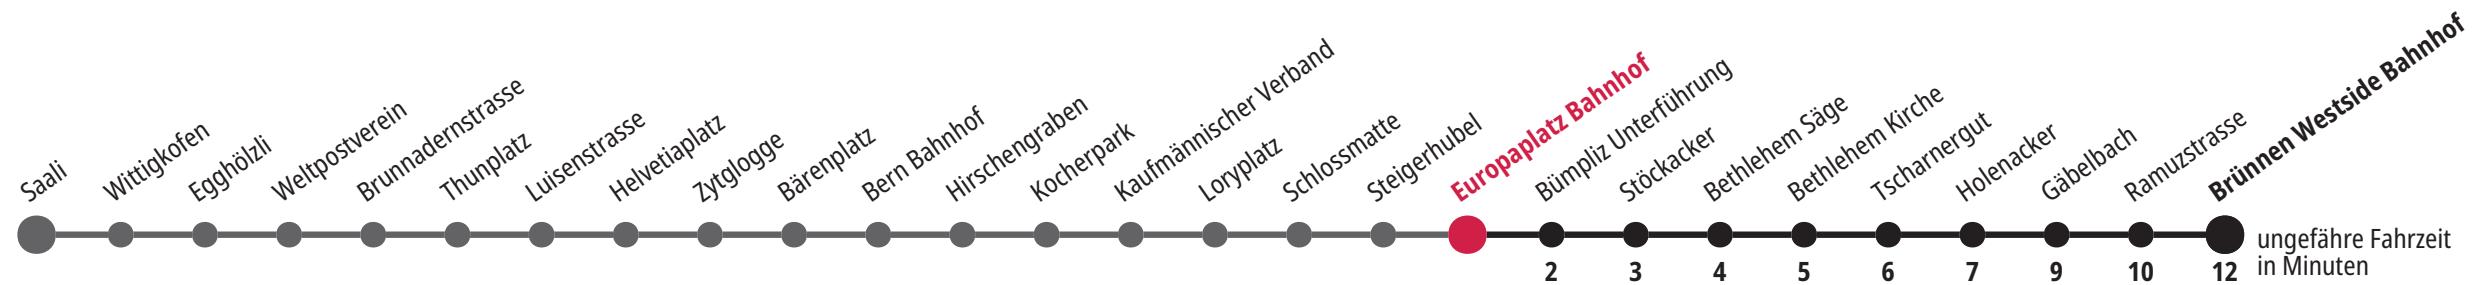 Saali
Wittigkofen
Egghölzli
Weltpostverein
Brunnadernstrasse
Thunplatz
Luisenstrasse
Helvetiaplatz
Zytglogge
Bärenplatz
Bern Bahnhof
Hirschengraben
Kocherpark
Kaufmännischer Verband
Loryplatz
Schlossmatte
Steigerhubel
Europaplatz Bahnhof
Bümpliz Unterführung
Stöckacker
Bethlehem Säge
Bethlehem Kirche
Tscharnergut
Holenacker
Gäbelbach
Ramuzstrasse
Brünnen Westside Bahnhof
2 3 4 5 6 7 9 10 12
ungefähre Fahrzeit
in Minuten